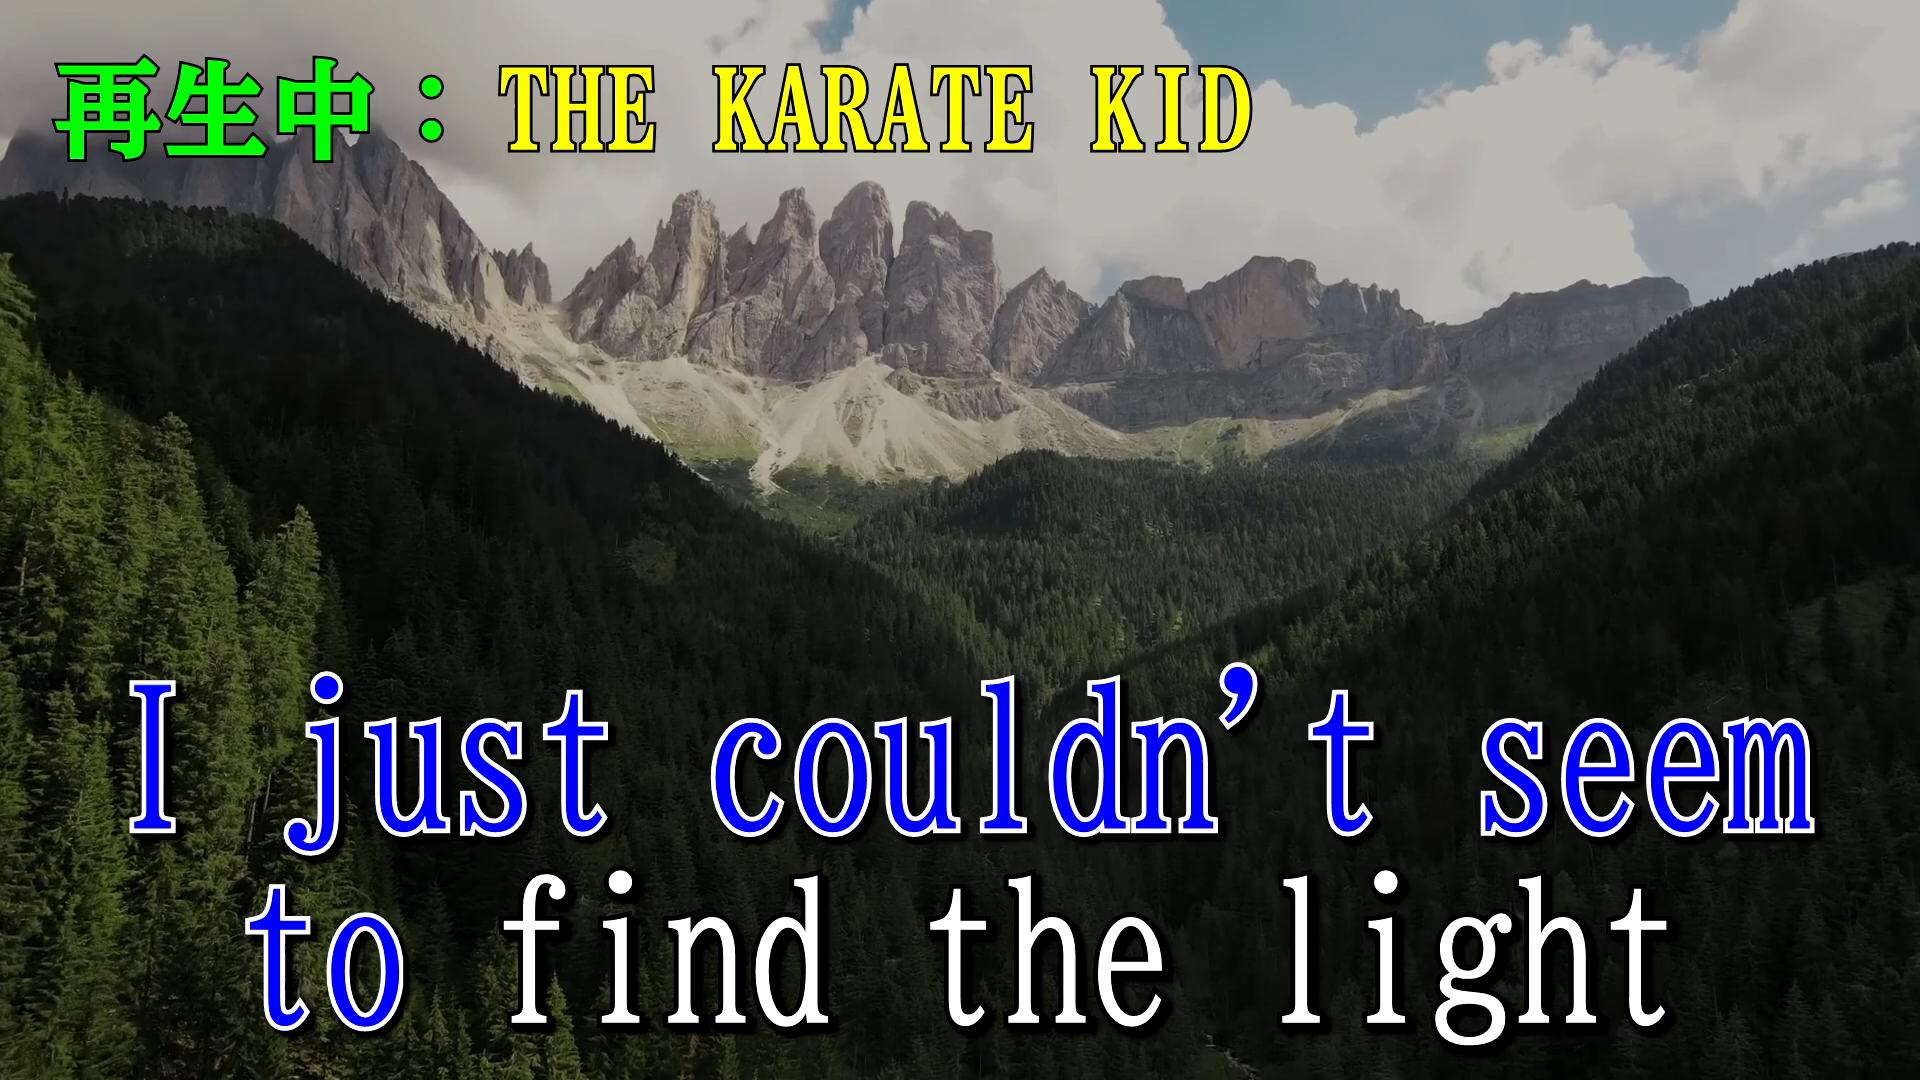 再生中：THE KARATE KID
I just couldn’t seem
to find the light